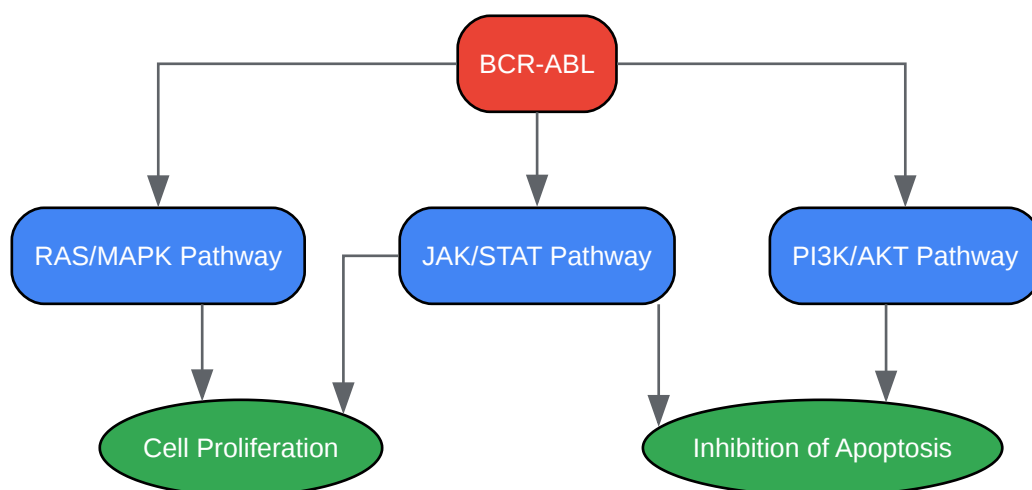 BCR-ABL
RAS/MAPK Pathway
JAK/STAT Pathway
PI3K/AKT Pathway
Cell Proliferation
Inhibition of Apoptosis